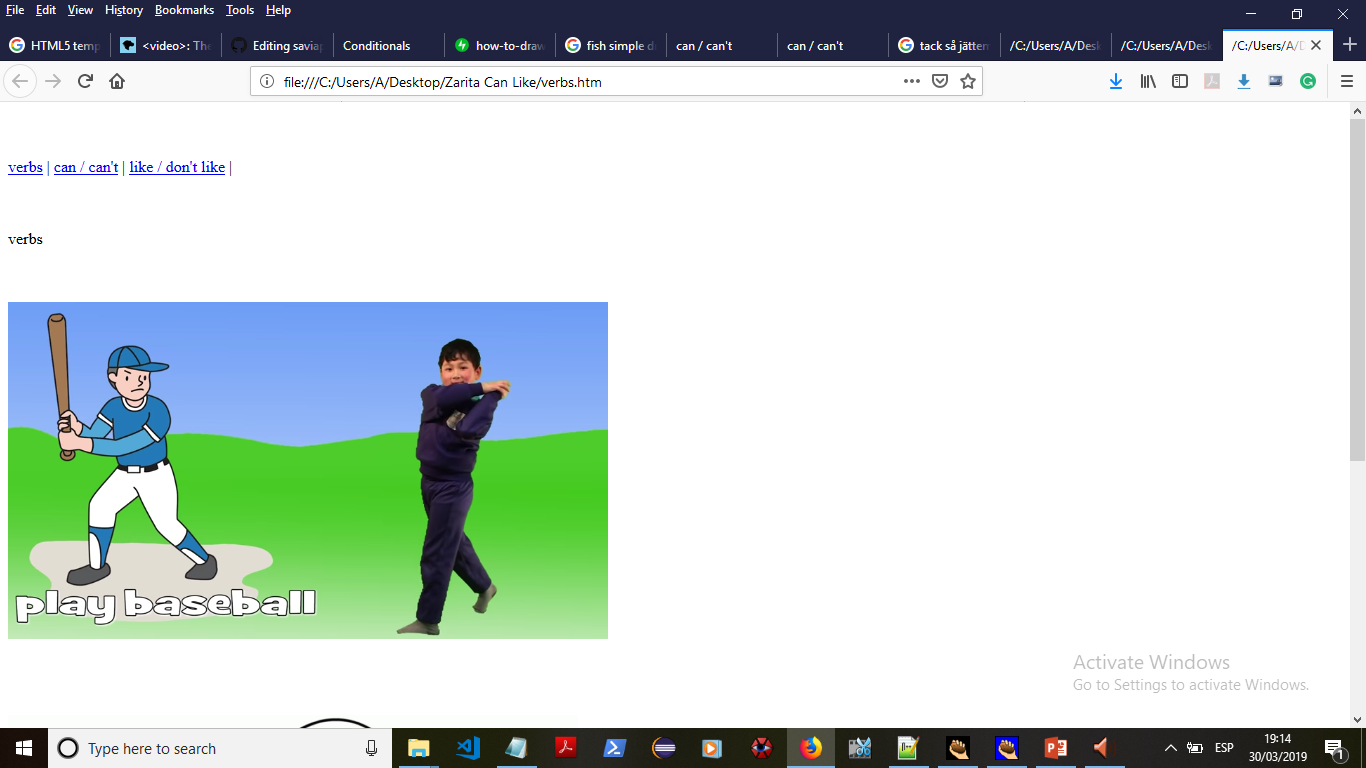 File Edit View History Bookmarks Tools Help
HTML5 temp <video>: The Editing savia Conditionals how-to-draw fish simple d can / can't can / can't tack så jättem /C:/Users/A/Desk /C:/Users/A/Desk /C:/Users/A/D
file:///C:/Users/A/Desktop/Zarita Can Like/verbs.htm
verbs | can / can't | like / don't like |
verbs
play baseball
Activate Windows
Go to Settings to activate Windows.
Type here to search
ESP
19:14
30/03/2019
1